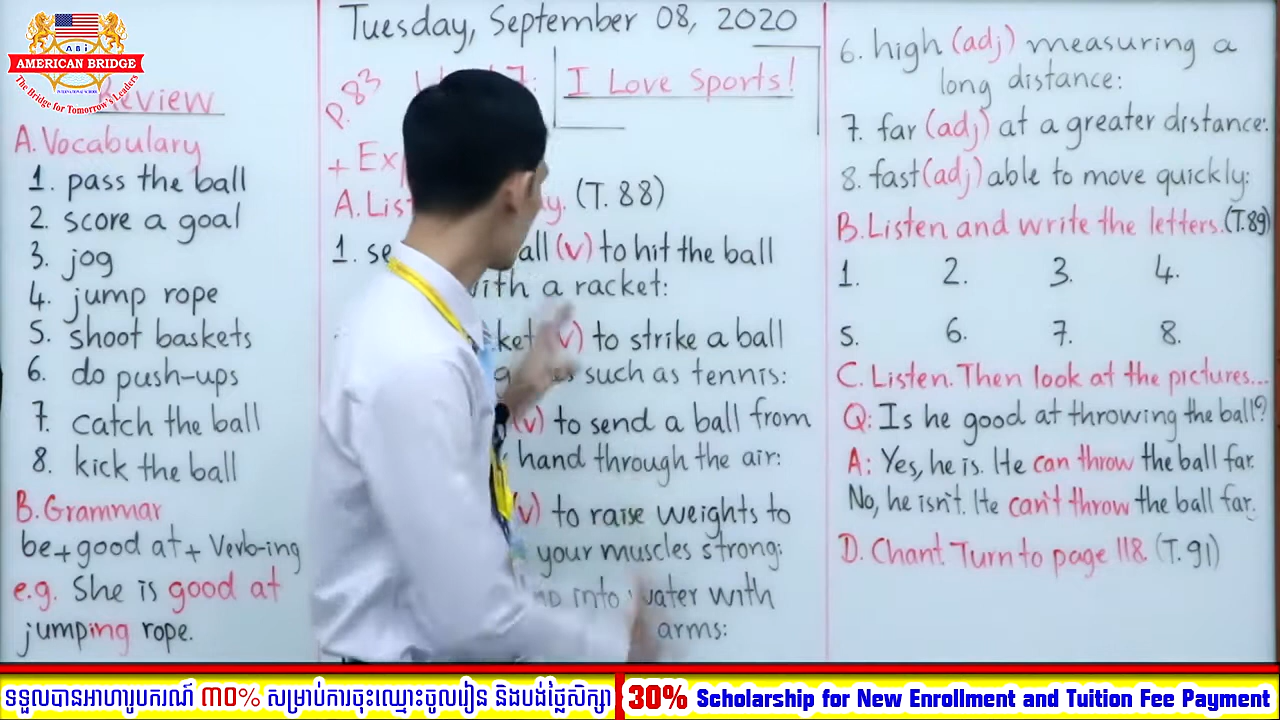 ABi
AMERICAN BRIDGE
The Bridge for Tomorrow's Leaders
INTERNATIONAL SCHOOL
Review
A. Vocabulary
1. pass the ball
2. score a goal
3. jog
4. jump rope
5. shoot baskets
6. do push-ups
7. catch the ball
8. kick the ball
B. Grammar
be + good at + Verb-ing
e.g. She is good at
jumping rope.
Tuesday, September 08, 2020
P.83 7: I Love Sports!
+
A. (T. 88)
1. (v) to hit the ball
with a racket:
(v) to strike a ball
such as tennis:
(v) to send a ball from
hand through the air:
(v) to raise weights to
your muscles strong:
into water with
arms:
6. high (adj) measuring a
long distance:
7. far (adj) at a greater distance:
8. fast (adj) able to move quickly:
B. Listen and write the letters. (T.89)
1. 2. 3. 4.
5. 6. 7. 8.
C. Listen. Then look at the pictures...
Q: Is he good at throwing the ball?
A: Yes, he is. He can throw the ball far.
No, he isn't. He can't throw the ball far.
D. Chant. Turn to page 118. (T. 91)
ទទួលបានអាហារូបករណ៍ ៣០% សម្រាប់ការចុះឈ្មោះចូលរៀន និងបង់ថ្លៃសិក្សា
30% Scholarship for New Enrollment and Tuition Fee Payment